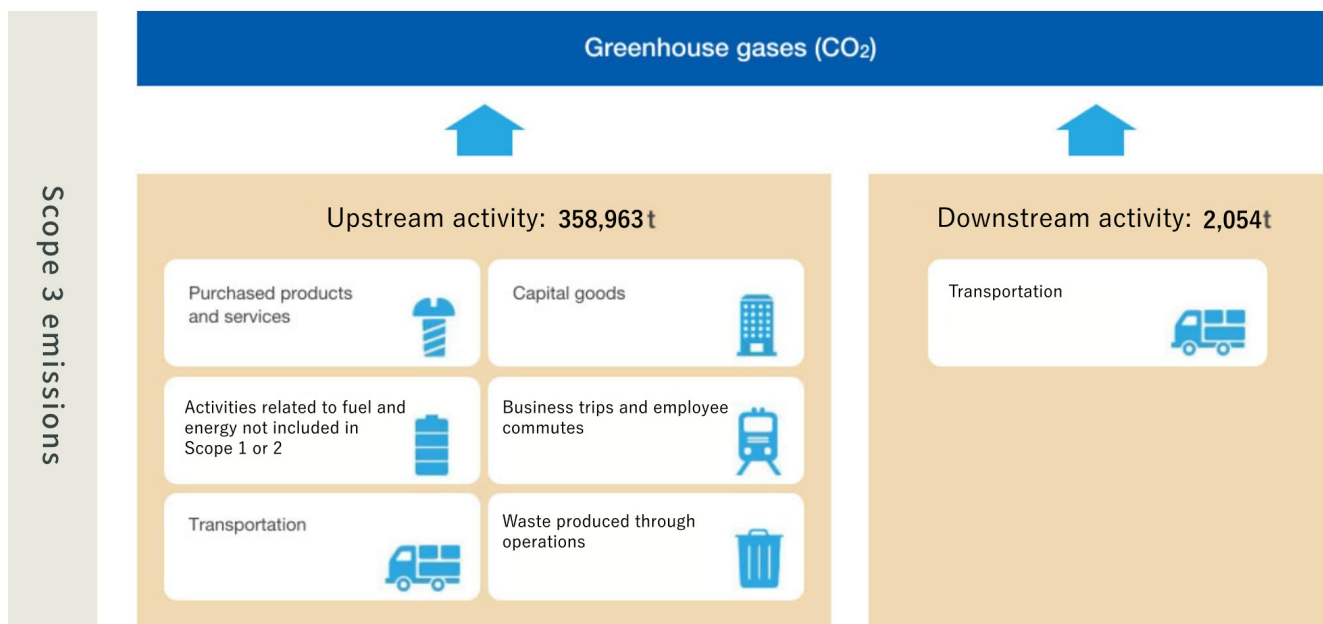 Greenhouse gases (CO₂)
Scope 3 emissions
Upstream activity: 358,963 t
Purchased products
and services
Capital goods
Activities related to fuel and
energy not included in
Scope 1 or 2
Business trips and employee
commutes
Transportation
Waste produced through
operations
Downstream activity: 2,054t
Transportation